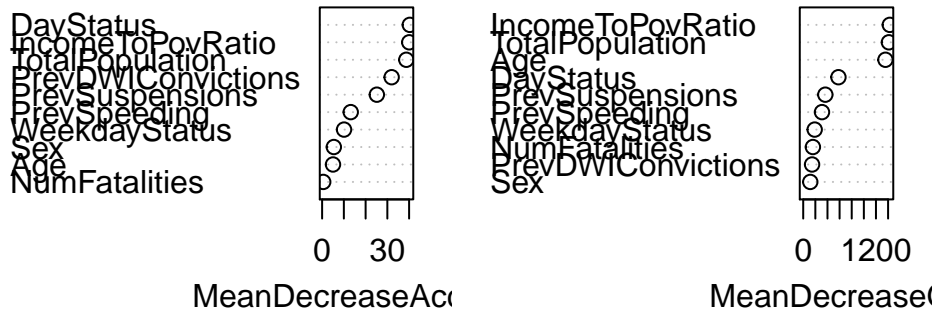 DayStatus
IncomeToPovRatio
TotalPopulation
PrevDWIConvictions
PrevSuspensions
PrevSpeeding
WeekdayStatus
Sex
Age
NumFatalities
0 30
MeanDecreaseAcc
IncomeToPovRatio
TotalPopulation
Age
DayStatus
PrevSuspensions
PrevSpeeding
WeekdayStatus
NumFatalities
PrevDWIConvictions
Sex
0 1200
MeanDecreaseG